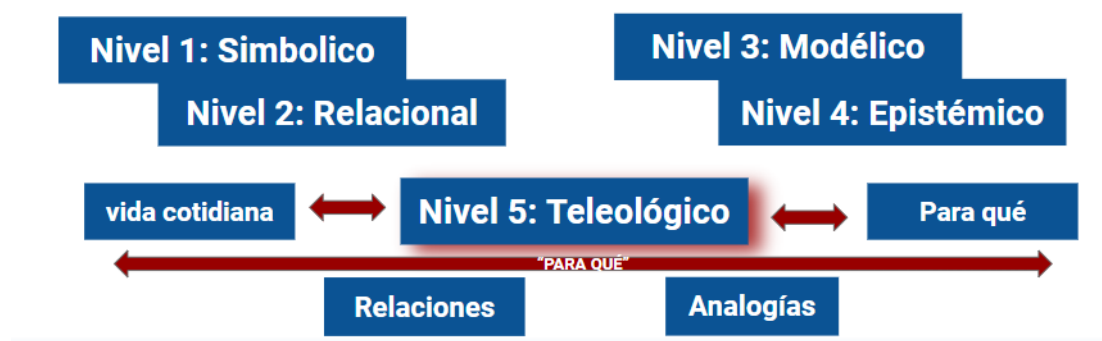 Nivel 1: Simbolico
Nivel 2: Relacional
Nivel 3: Modélico
Nivel 4: Epistémico
vida cotidiana
Nivel 5: Teleológico
Para qué
"PARA QUÉ"
Relaciones
Analogías